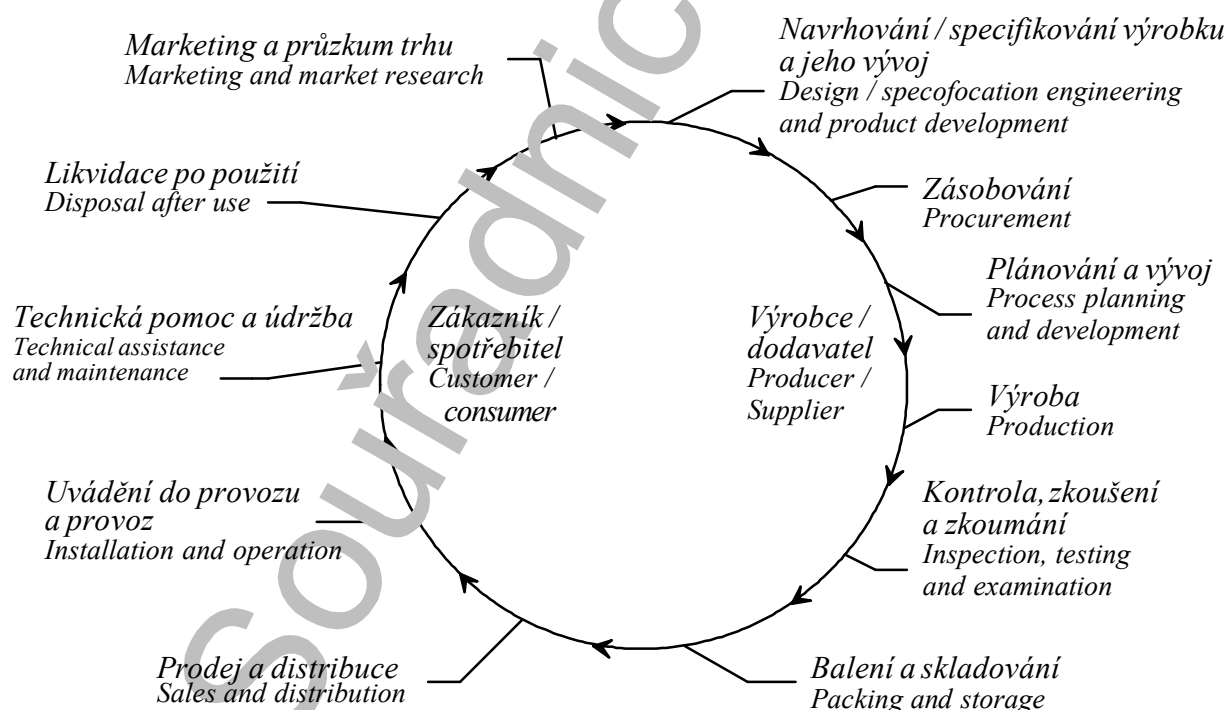 Marketing a průzkum trhu
Marketing and market research
Navrhování / specifikování výrobku
a jeho vývoj
Design / specofocation engineering
and product development
Zásobování
Procurement
Plánování a vývoj
Process planning
and development
Výroba
Production
Kontrola, zkoušení
a zkoumání
Inspection, testing
and examination
Balení a skladování
Packing and storage
Prodej a distribuce
Sales and distribution
Uvádění do provozu
a provoz
Installation and operation
Technická pomoc a údržba
Technical assistance
and maintenance
Likvidace po použití
Disposal after use
Zákazník /
spotřebitel
Customer /
consumer
Výrobce /
dodavatel
Producer /
Supplier
Souřadnic